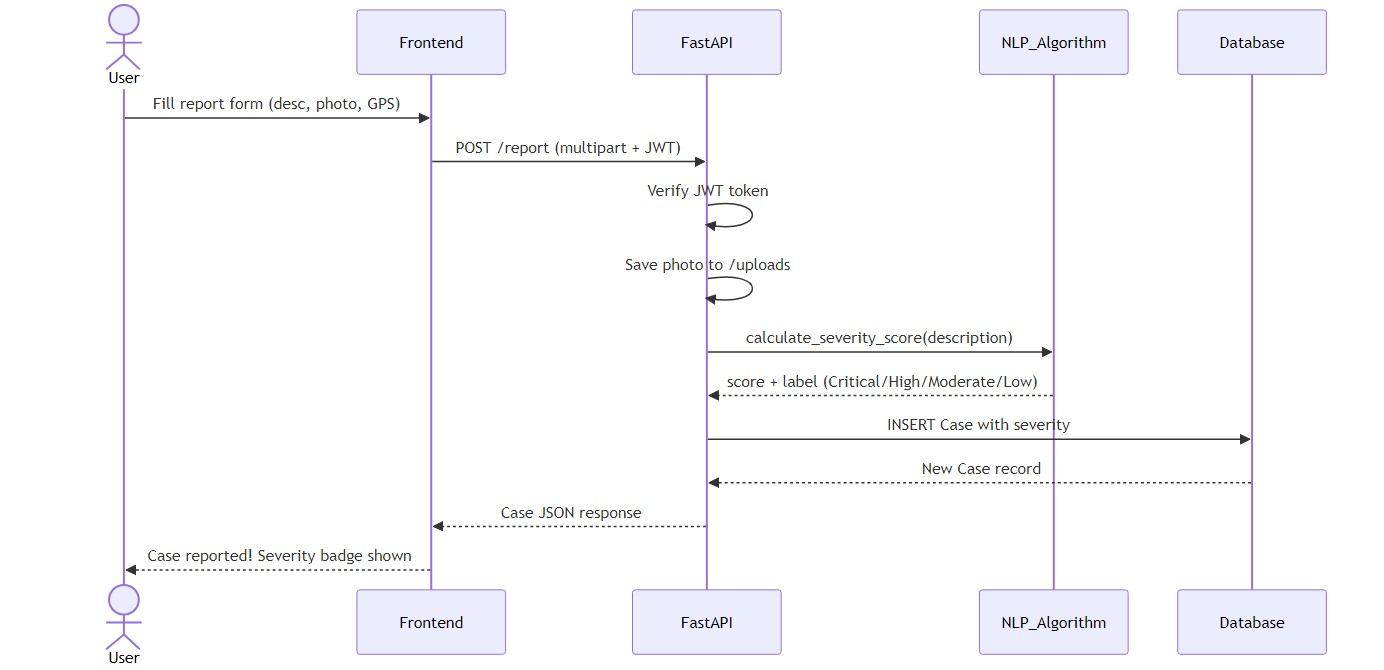 User
Frontend
FastAPI
NLP_Algorithm
Database
Fill report form (desc, photo, GPS)
POST /report (multipart + JWT)
Verify JWT token
Save photo to /uploads
calculate_severity_score(description)
score + label (Critical/High/Moderate/Low)
INSERT Case with severity
New Case record
Case JSON response
Case reported! Severity badge shown
User
Frontend
FastAPI
NLP_Algorithm
Database